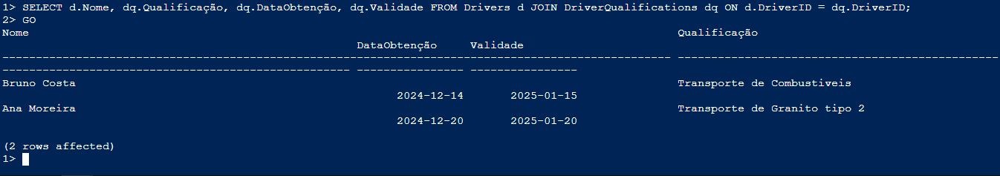 1> SELECT d.Nome, dq.Qualificação, dq.DataObtenção, dq.Validade FROM Drivers d JOIN DriverQualifications dq ON d.DriverID = dq.DriverID;
2> GO
Nome Qualificação
DataObtenção Validade
---------------------------------------------------------------------------------------------------- ------------------------------------------------
---------------------------------------------------- ---------------- ----------------
Bruno Costa Transporte de Combustiveis
2024-12-14 2025-01-15
Ana Moreira Transporte de Granito tipo 2
2024-12-20 2025-01-20
(2 rows affected)
1>